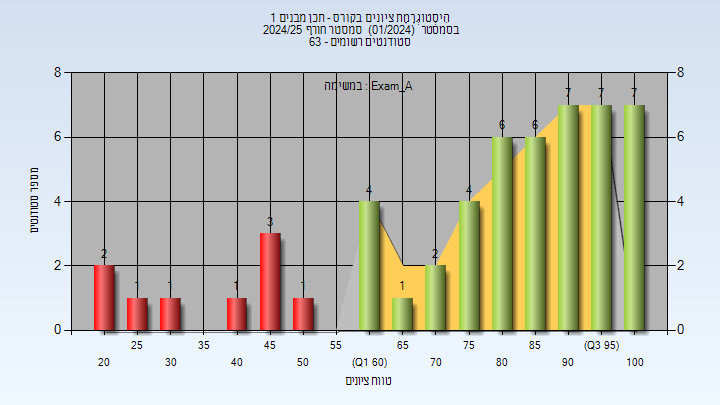 היסטוגרמת ציונים בקורס - תכן מבנים 1
בסמסטר (01/2024) סמסטר חורף 2024/25
סטודנטים רשומים - 63
במשימה : Exam_A
8 8
6 6
4 4
2 2
0 0
2 1 1 1 3 1 4 1 2 4 6 6 7 7 7
מספר סטודנטים
25 35 45 55 65 75 85 (Q3 95)
20 30 40 50 (Q1 60) 70 80 90 100
טווח ציונים